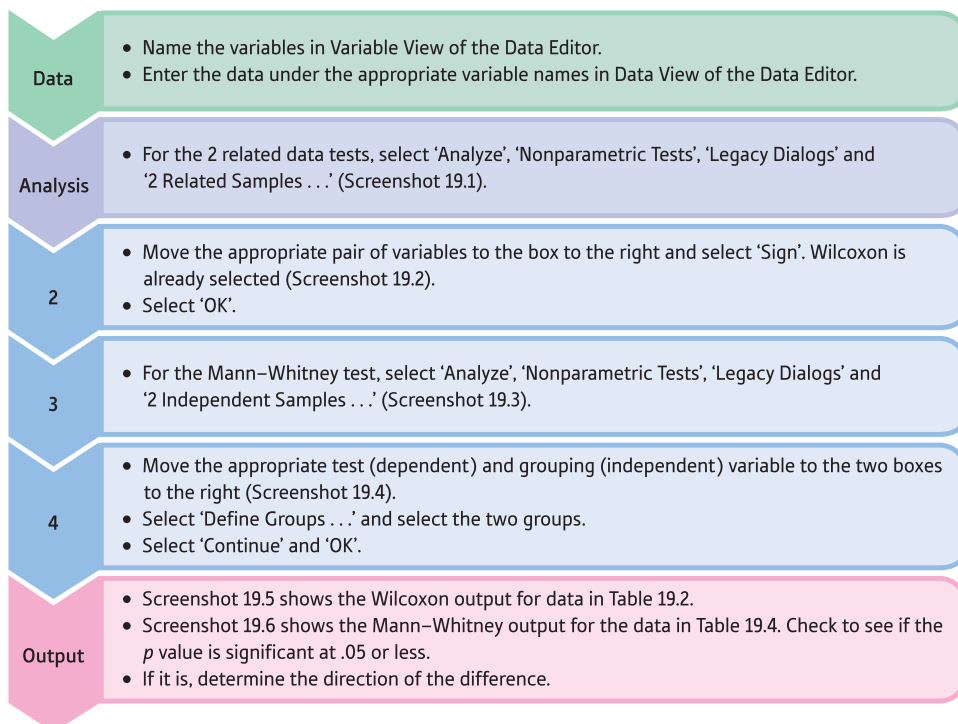 Data
• Name the variables in Variable View of the Data Editor.
• Enter the data under the appropriate variable names in Data View of the Data Editor.
Analysis
• For the 2 related data tests, select ‘Analyze’, ‘Nonparametric Tests’, ‘Legacy Dialogs’ and
‘2 Related Samples . . .’ (Screenshot 19.1).
2
• Move the appropriate pair of variables to the box to the right and select ‘Sign’. Wilcoxon is
already selected (Screenshot 19.2).
• Select ‘OK’.
3
• For the Mann–Whitney test, select ‘Analyze’, ‘Nonparametric Tests’, ‘Legacy Dialogs’ and
‘2 Independent Samples . . .’ (Screenshot 19.3).
4
• Move the appropriate test (dependent) and grouping (independent) variable to the two boxes
to the right (Screenshot 19.4).
• Select ‘Define Groups . . .’ and select the two groups.
• Select ‘Continue’ and ‘OK’.
Output
• Screenshot 19.5 shows the Wilcoxon output for data in Table 19.2.
• Screenshot 19.6 shows the Mann–Whitney output for the data in Table 19.4. Check to see if the
p value is significant at .05 or less.
• If it is, determine the direction of the difference.